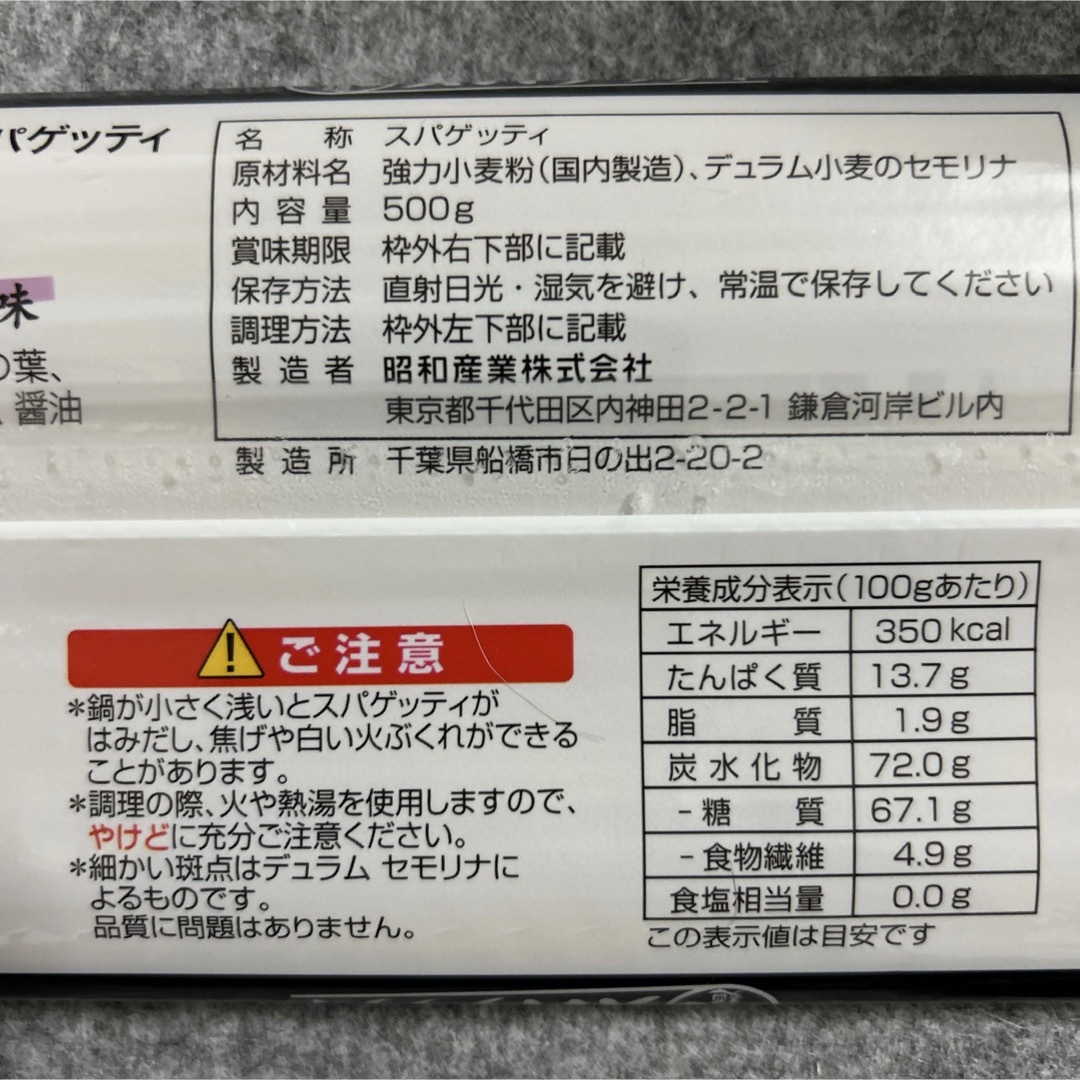 パゲッティ
味
の葉、
醤油
名称 スパゲッティ
原材料名 強力小麦粉(国内製造)、デュラム小麦のセモリナ
内容量 500g
賞味期限 枠外右下部に記載
保存方法 直射日光・湿気を避け、常温で保存してください
調理方法 枠外左下部に記載
製造者 昭和産業株式会社
東京都千代田区内神田2-2-1 鎌倉河岸ビル内
製造所 千葉県船橋市日の出2-20-2
ご注意
*鍋が小さく浅いとスパゲッティが
はみだし、焦げや白い火ぶくれができる
ことがあります。
*調理の際、火や熱湯を使用しますので、
やけどに充分ご注意ください。
*細かい斑点はデュラム セモリナに
よるものです。
品質に問題はありません。
栄養成分表示(100gあたり)
エネルギー 350kcal
たんぱく質 13.7g
脂質 1.9g
炭水化物 72.0g
-糖質 67.1g
-食物繊維 4.9g
食塩相当量 0.0g
この表示値は目安です